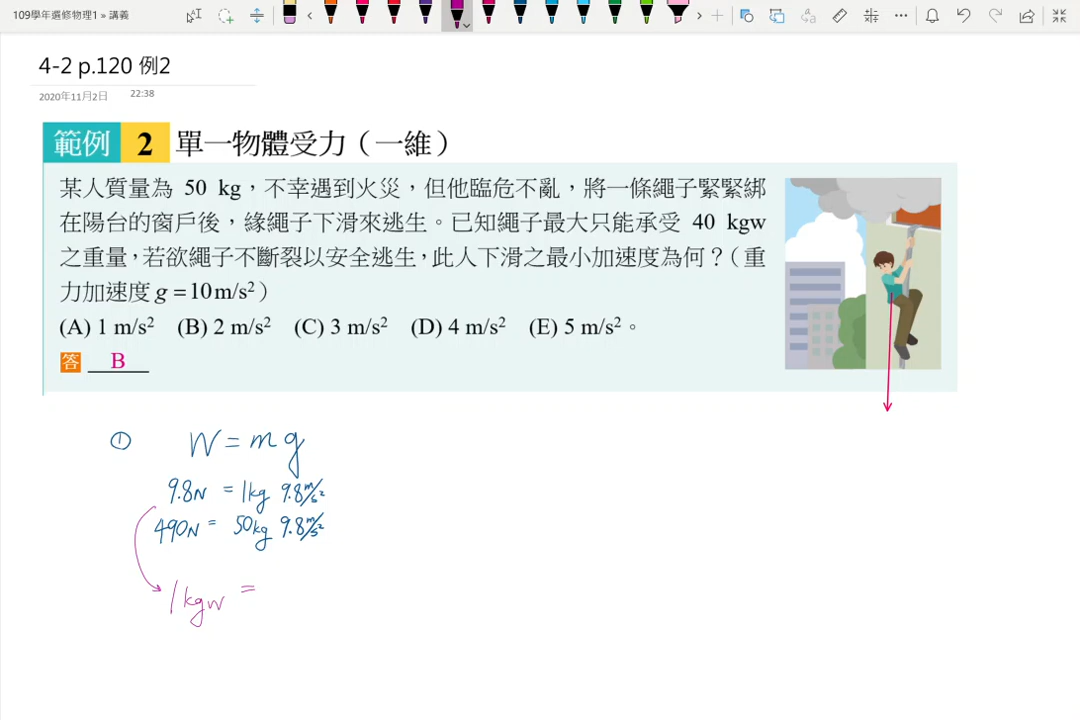 109學年選修物理1 » 講義
4-2 p.120 例2
2020年11月2日 22:38
範例 2 單一物體受力（一維）
某人質量為 50 kg，不幸遇到火災，但他臨危不亂，將一條繩子緊緊綁
在陽台的窗戶後，緣繩子下滑來逃生。已知繩子最大只能承受 40 kgw
之重量，若欲繩子不斷裂以安全逃生，此人下滑之最小加速度為何？（重
力加速度 g = 10 m/s²）
(A) 1 m/s² (B) 2 m/s² (C) 3 m/s² (D) 4 m/s² (E) 5 m/s²。
答 B
① W = mg
9.8N = 1kg 9.8 m/s²
490N = 50kg 9.8 m/s²
1kgw =